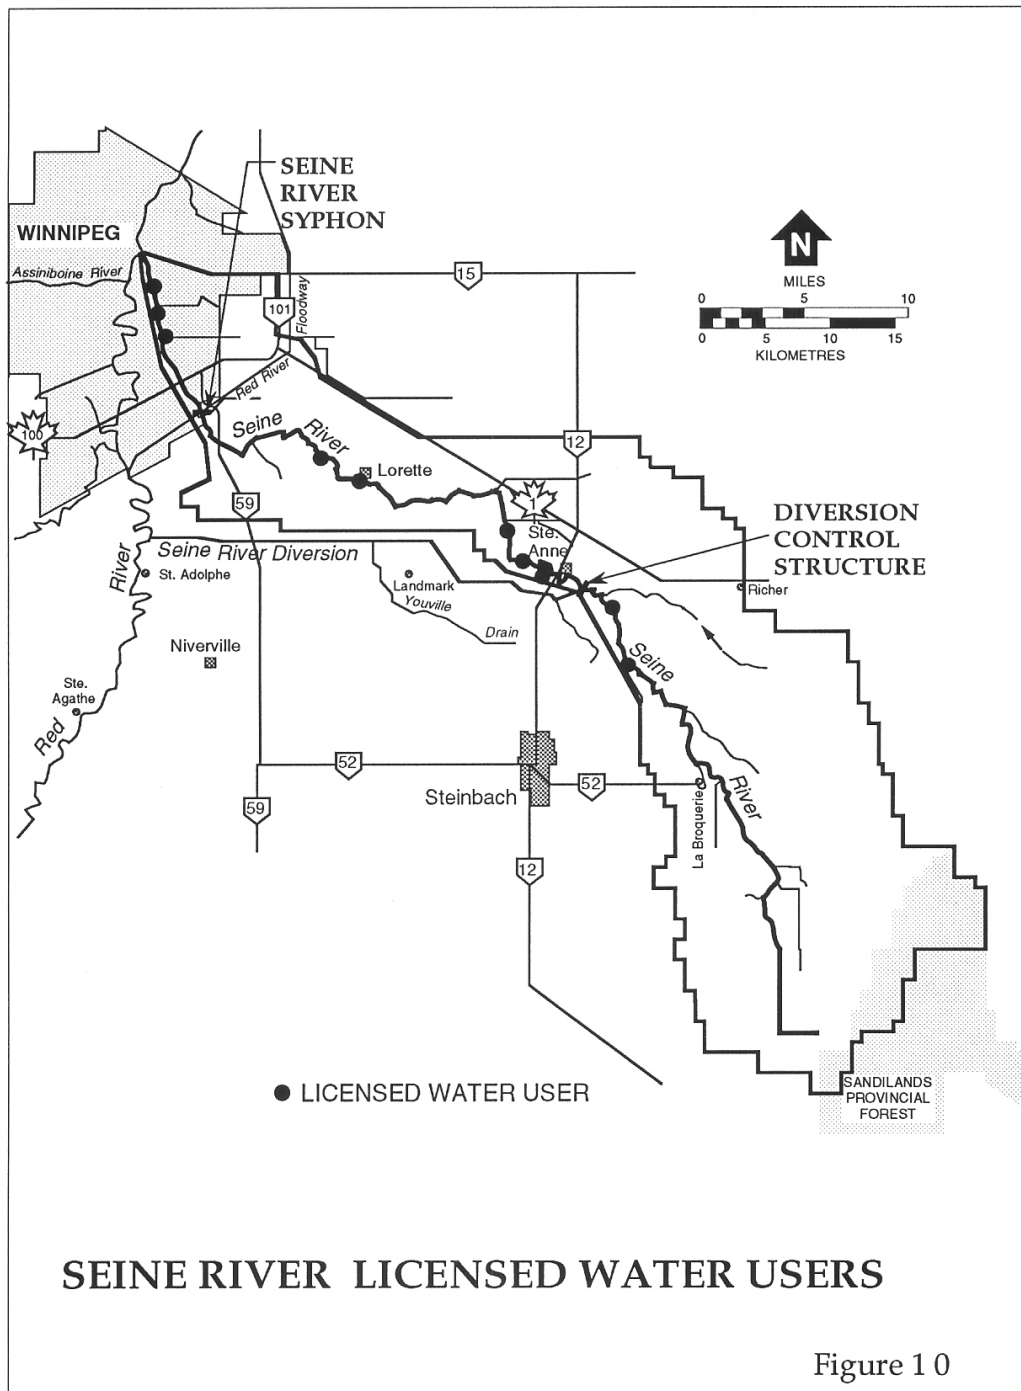 SEINE
RIVER
SYPHON
WINNIPEG
Assiniboine River
15
N
MILES
0 5 10
0 5 10 15
KILOMETRES
101
Floodway
Red River
100
Seine
River
12
Lorette
59
1
Ste.
Anne
DIVERSION
CONTROL
STRUCTURE
Seine River Diversion
River
St. Adolphe
Landmark
Youville
Drain
Richer
Niverville
Seine
Ste.
Agathe
Red
52
Steinbach
52
59
La Broquerie
River
12
LICENSED WATER USER
SANDILANDS
PROVINCIAL
FOREST
SEINE RIVER LICENSED WATER USERS
Figure 1 0